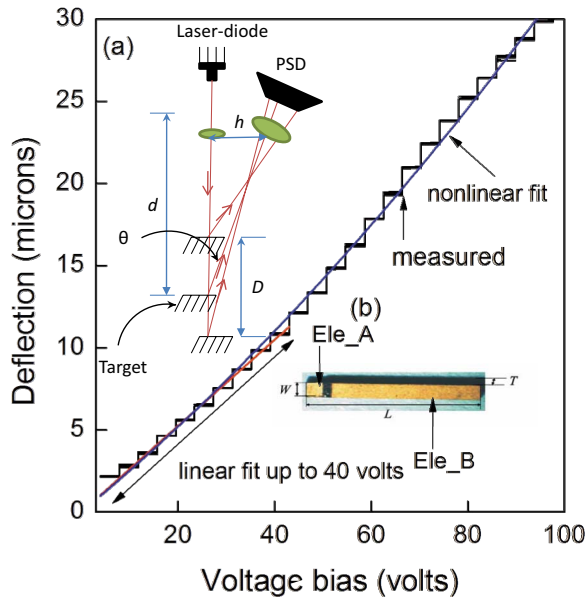 30
25
20
15
10
5
0
Deflection (microns)
(a)
Laser-diode
PSD
h
d
θ
D
Target
nonlinear fit
measured
(b)
Ele_A
W
T
L
Ele_B
linear fit up to 40 volts
20
40
60
80
100
Voltage bias (volts)